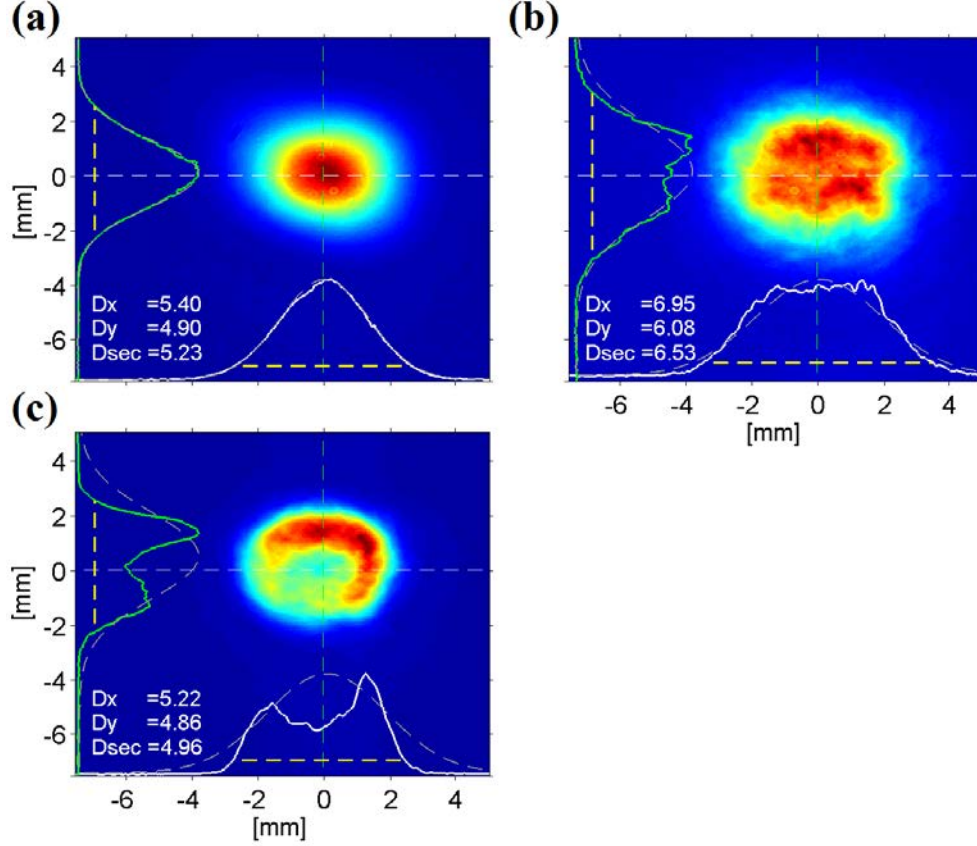 (a)
4
2
0
-2
-4
-6
[mm]
Dx =5.40
Dy =4.90
Dsec =5.23
(b)
4
2
0
-2
-4
-6
[mm]
Dx =6.95
Dy =6.08
Dsec =6.53
-6 -4 -2 0 2 4
[mm]
(c)
4
2
0
-2
-4
-6
[mm]
Dx =5.22
Dy =4.86
Dsec =4.96
-6 -4 -2 0 2 4
[mm]